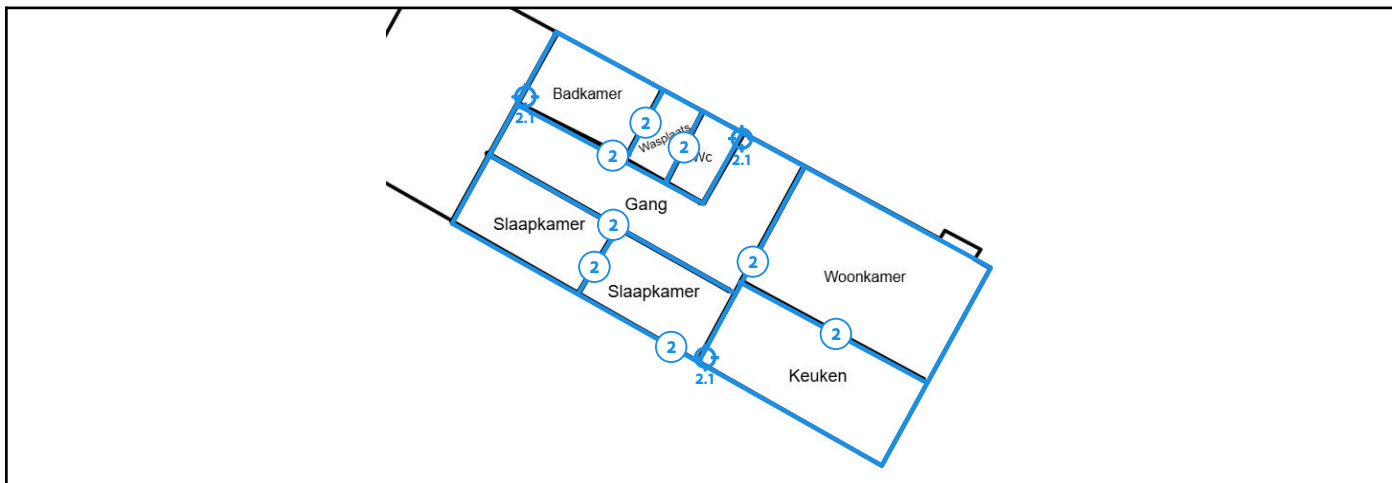 Badkamer
2
Wasplaats
2
Wc
2.1
2.1
2
Gang
Slaapkamer
2
2
Slaapkamer
2
Woonkamer
2
2
Keuken
2.1